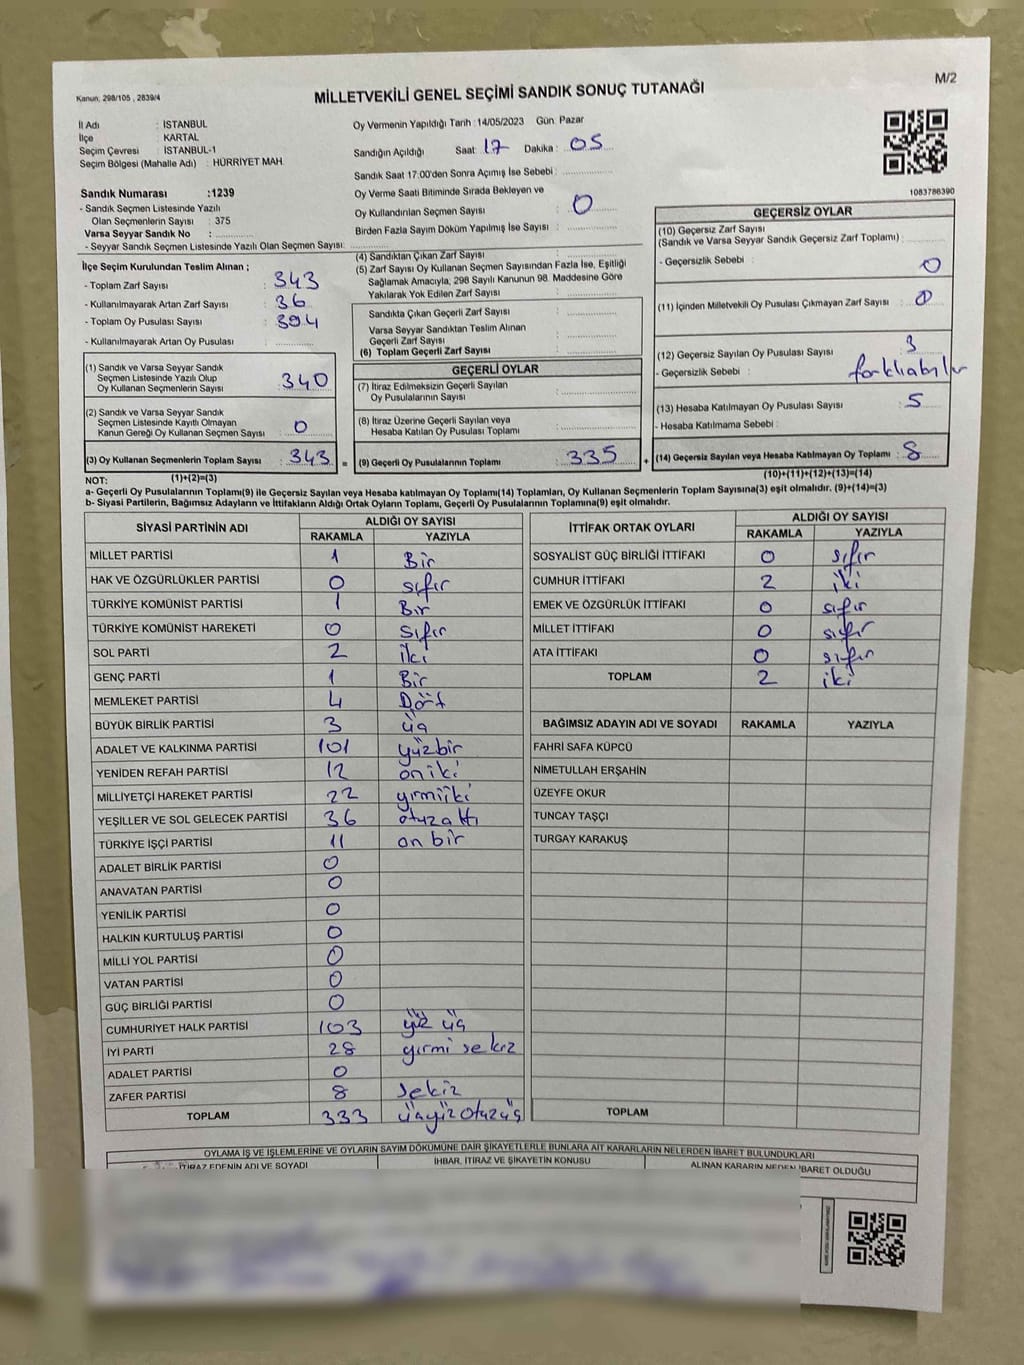 M/2
Kanun; 298/105 , 2839/4
MİLLETVEKİLİ GENEL SEÇİMİ SANDIK SONUÇ TUTANAĞI
İl Adı : İSTANBUL
İlçe : KARTAL
Seçim Çevresi : İSTANBUL-1
Seçim Bölgesi (Mahalle Adı) : HÜRRİYET MAH.
Sandık Numarası :1239
- Sandık Seçmen Listesinde Yazılı
Olan Seçmenlerin Sayısı : 375
Varsa Seyyar Sandık No :
- Seyyar Sandık Seçmen Listesinde Yazılı Olan Seçmen Sayısı:
Oy Vermenin Yapıldığı Tarih :14/05/2023 Gün: Pazar
Sandığın Açıldığı Saat: 17 Dakika: 05
Sandık Saat 17:00'den Sonra Açımış İse Sebebi :
Oy Verme Saati Bitiminde Sırada Bekleyen ve
Oy Kullandırılan Seçmen Sayısı : 0
Birden Fazla Sayım Döküm Yapılmış İse Sayısı :
1083786390
İlçe Seçim Kurulundan Teslim Alınan ;
- Toplam Zarf Sayısı : 343
- Kullanılmayarak Artan Zarf Sayısı : 36
- Toplam Oy Pusulası Sayısı : 394
- Kullanılmayarak Artan Oy Pusulası :
(4) Sandıktan Çıkan Zarf Sayısı :
(5) Zarf Sayısı Oy Kullanan Seçmen Sayısından Fazla İse, Eşitliği
Sağlamak Amacıyla, 298 Sayılı Kanunun 98. Maddesine Göre
Yakılarak Yok Edilen Zarf Sayısı :
Sandıkta Çıkan Geçerli Zarf Sayısı :
Varsa Seyyar Sandıktan Teslim Alınan
Geçerli Zarf Sayısı :
(6) Toplam Geçerli Zarf Sayısı :
GEÇERSİZ OYLAR
(10) Geçersiz Zarf Sayısı
(Sandık ve Varsa Seyyar Sandık Geçersiz Zarf Toplamı) :
- Geçersizlik Sebebi : 0
(11) İçinden Milletvekili Oy Pusulası Çıkmayan Zarf Sayısı : 0
(12) Geçersiz Sayılan Oy Pusulası Sayısı : 3
- Geçersizlik Sebebi :
(13) Hesaba Katılmayan Oy Pusulası Sayısı : 5
- Hesaba Katılmama Sebebi :
(14) Geçersiz Sayılan veya Hesaba Katılmayan Oy Toplamı : 8
(1) Sandık ve Varsa Seyyar Sandık
Seçmen Listesinde Yazılı Olup
Oy Kullanan Seçmenlerin Sayısı : 340
(2) Sandık ve Varsa Seyyar Sandık
Seçmen Listesinde Kayıtlı Olmayan
Kanun Gereği Oy Kullanan Seçmen Sayısı : 0
(3) Oy Kullanan Seçmenlerin Toplam Sayısı : 343 =
GEÇERLİ OYLAR
(7) İtiraz Edilmeksizin Geçerli Sayılan
Oy Pusulalarının Sayısı :
(8) İtiraz Üzerine Geçerli Sayılan veya
Hesaba Katılan Oy Pusulası Toplamı :
(9) Geçerli Oy Pusulalarının Toplamı : 335 +
(1)+(2)=(3)
(10)+(11)+(12)+(13)=(14)
NOT:
a- Geçerli Oy Pusulalarının Toplamı(9) ile Geçersiz Sayılan veya Hesaba katılmayan Oy Toplamı(14) Toplamları, Oy Kullanan Seçmenlerin Toplam Sayısına(3) eşit olmalıdır. (9)+(14)=(3)
b- Siyasi Partilerin, Bağımsız Adayların ve İttifakların Aldığı Ortak Oyların Toplamı, Geçerli Oy Pusulalarının Toplamına(9) eşit olmalıdır.
SİYASİ PARTİNİN ADI ALDIĞI OY SAYISI
RAKAMLA YAZIYLA
MİLLET PARTİSİ 1 Bir
HAK VE ÖZGÜRLÜKLER PARTİSİ 0 sıfır
TÜRKİYE KOMÜNİST PARTİSİ 1 Bir
TÜRKİYE KOMÜNİST HAREKETİ 0 sıfır
SOL PARTİ 2 iki
GENÇ PARTİ 1 Bir
MEMLEKET PARTİSİ 4 Dört
BÜYÜK BİRLİK PARTİSİ 3 üç
ADALET VE KALKINMA PARTİSİ 101 yüzbir
YENİDEN REFAH PARTİSİ 12 oniki
MİLLİYETÇİ HAREKET PARTİSİ 22 yirmiiki
YEŞİLLER VE SOL GELECEK PARTİSİ 36 otuzaltı
TÜRKİYE İŞÇİ PARTİSİ 11 on bir
ADALET BİRLİK PARTİSİ 0
ANAVATAN PARTİSİ 0
YENİLİK PARTİSİ 0
HALKIN KURTULUŞ PARTİSİ 0
MİLLİ YOL PARTİSİ 0
VATAN PARTİSİ 0
GÜÇ BİRLİĞİ PARTİSİ 0
CUMHURİYET HALK PARTİSİ 103 yüz üç
İYİ PARTİ 28 yirmi sekiz
ADALET PARTİSİ 0
ZAFER PARTİSİ 8 sekiz
TOPLAM 333 üçyüzotuzüç
İTTİFAK ORTAK OYLARI ALDIĞI OY SAYISI
RAKAMLA YAZIYLA
SOSYALİST GÜÇ BİRLİĞİ İTTİFAKI 0 sıfır
CUMHUR İTTİFAKI 2 iki
EMEK VE ÖZGÜRLÜK İTTİFAKI 0 sıfır
MİLLET İTTİFAKI 0 sıfır
ATA İTTİFAKI 0 sıfır
TOPLAM 2 iki
BAĞIMSIZ ADAYIN ADI VE SOYADI RAKAMLA YAZIYLA
FAHRİ SAFA KÜPCÜ
NİMETULLAH ERŞAHİN
ÜZEYFE OKUR
TUNCAY TAŞÇI
TURGAY KARAKUŞ
TOPLAM
OYLAMA İŞ VE İŞLEMLERİNE VE OYLARIN SAYIM DÖKÜMÜNE DAİR ŞİKAYETLERLE BUNLARA AİT KARARLARIN NELERDEN İBARET BULUNDUKLARI
İTİRAZ EDENİN ADI VE SOYADI İHBAR, İTİRAZ VE ŞİKAYETİN KONUSU ALINAN KARARIN NEDEN İBARET OLDUĞU